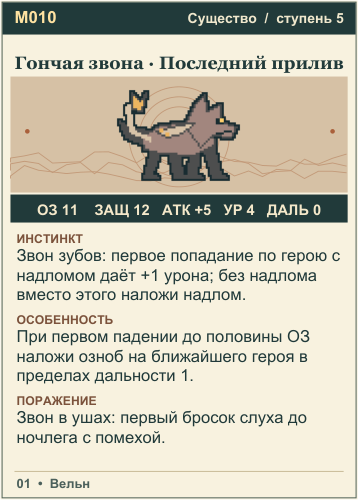 M010 Существо / ступень 5
Гончая звона · Последний прилив
ОЗ 11 ЗАЩ 12 АТК +5 УР 4 ДАЛЬ 0
ИНСТИНКТ
Звон зубов: первое попадание по герою с
надломом даёт +1 урона; без надлома
вместо этого наложи надлом.
ОСОБЕННОСТЬ
При первом падении до половины ОЗ
наложи озноб на ближайшего героя в
пределах дальности 1.
ПОРАЖЕНИЕ
Звон в ушах: первый бросок слуха до
ночлега с помехой.
01 • Вельн